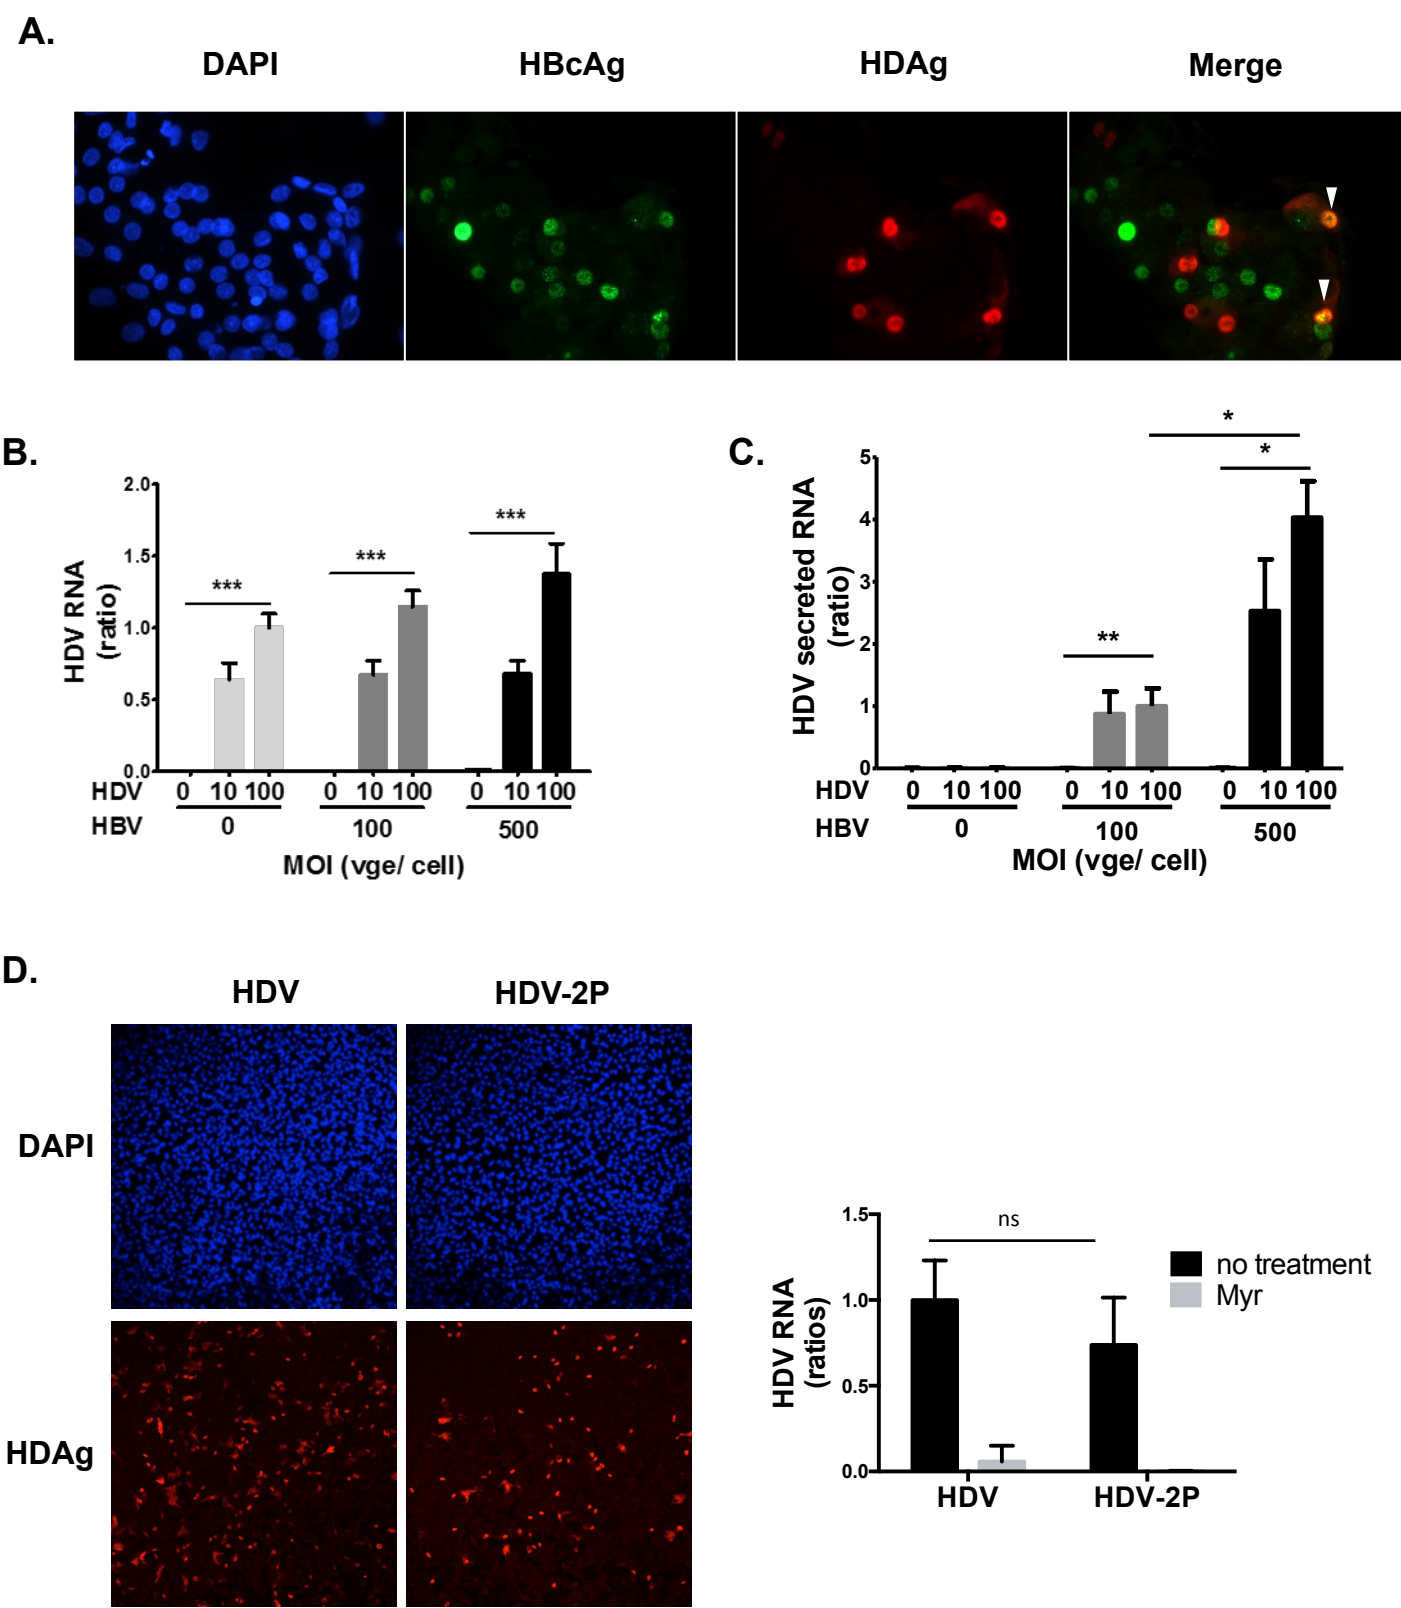 A.
DAPI HBcAg HDAg Merge
B.
HDV RNA
(ratio)
2.0
1.5
1.0
0.5
0.0
***
***
***
HDV 0 10 100 0 10 100 0 10 100
HBV 0 100 500
MOI (vge/ cell)
C.
HDV secreted RNA
(ratio)
5
4
3
2
1
0
**
*
*
HDV 0 10 100 0 10 100 0 10 100
HBV 0 100 500
MOI (vge/ cell)
D.
HDV HDV-2P
DAPI
HDAg
HDV RNA
(ratios)
1.5
1.0
0.5
0.0
ns
no treatment
Myr
HDV HDV-2P